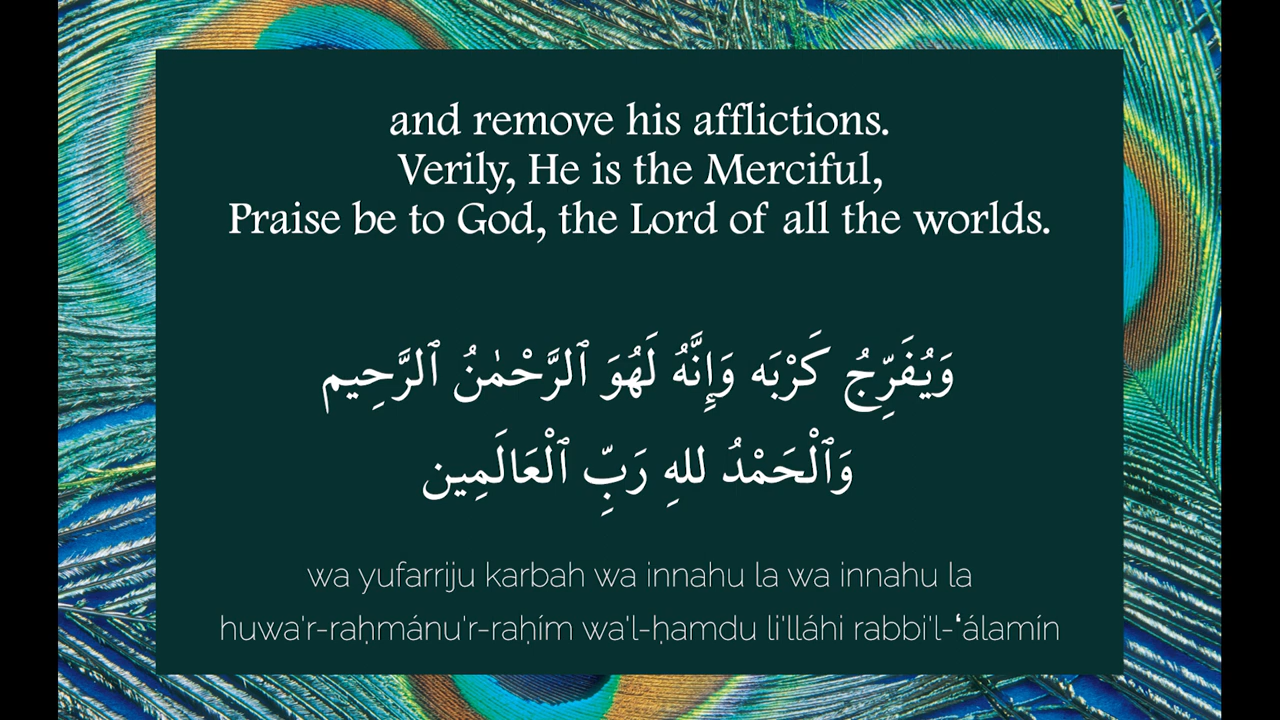 and remove his afflictions.
Verily, He is the Merciful,
Praise be to God, the Lord of all the worlds.
وَيُفَرِّجُ كَرْبَه وَإِنَّهُ لَهُوَ ٱلرَّحْمٰنُ ٱلرَّحِيم
وَٱلْحَمْدُ للهِ رَبِّ ٱلْعَالَمِين
wa yufarriju karbah wa innahu la wa innahu la
huwa'r-raḥmánu'r-raḥím wa'l-ḥamdu li'lláhi rabbi'l-ʻálamín